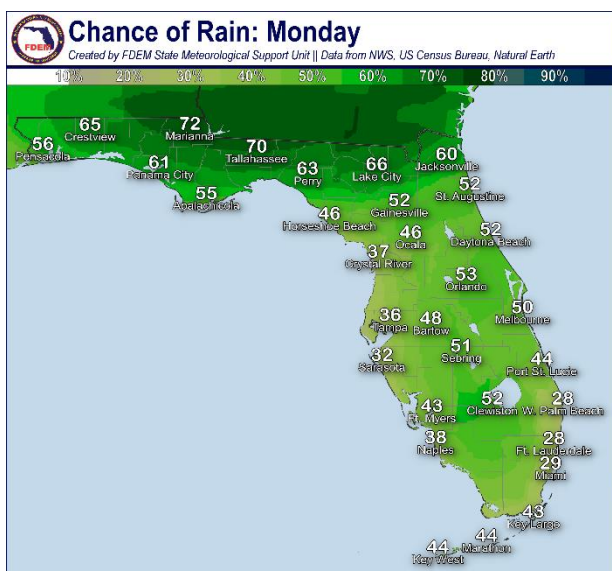 FDEM
Chance of Rain: Monday
Created by FDEM State Meteorological Support Unit || Data from NWS, US Census Bureau, Natural Earth
10% 20% 30% 40% 50% 60% 70% 80% 90%
65
Crestview
72
Marianna
56
Pensacola
70
Tallahassee
61
Panama City
63
Perry
66
Lake City
60
Jacksonville
55
Apalachicola
52
St. Augustine
52
Gainesville
46
Horseshoe Beach
46
Ocala
52
Daytona Beach
37
Crystal River
53
Orlando
50
Melbourne
36
Tampa
48
Bartow
51
Sebring
32
Sarasota
44
Port St. Lucie
43
Ft. Myers
52
Clewiston
28
W. Palm Beach
38
Naples
28
Ft. Lauderdale
29
Miami
43
Key Largo
44
Marathon
44
Key West